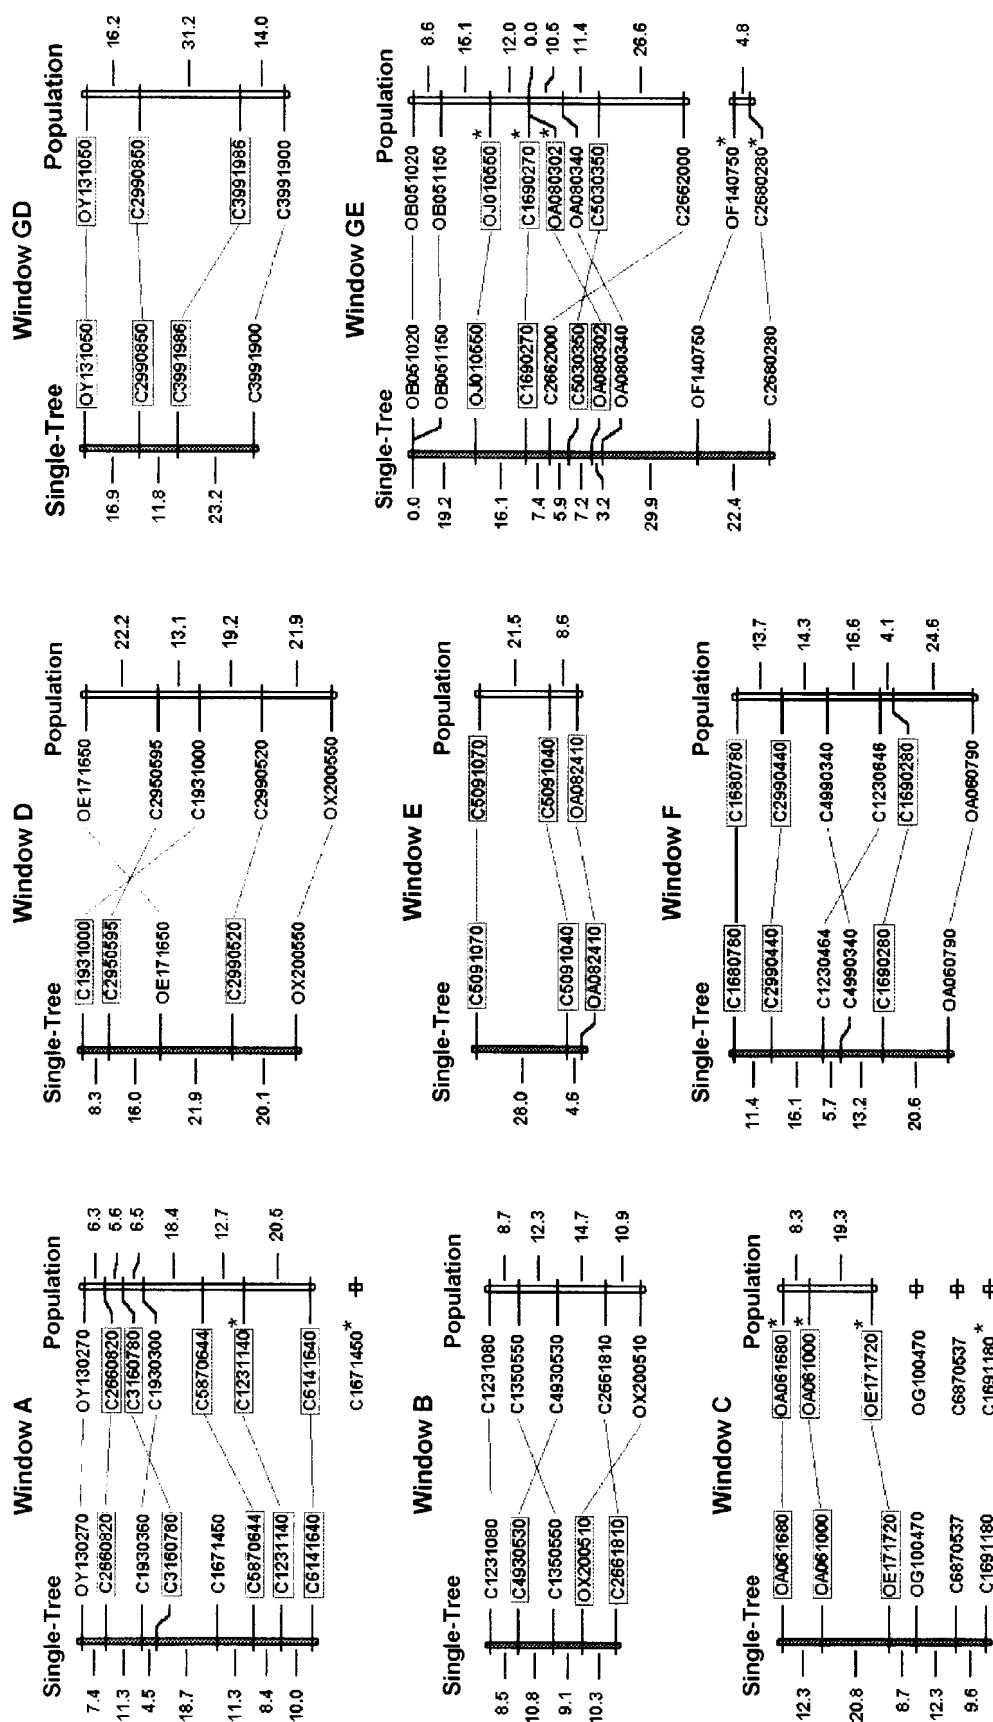 Window A
Single-Tree Population
7.4 OY130270 OY130270 6.3
11.3 C2660820 C2660820 5.6
4.5 C1930360 C3160780 6.5
18.7 C3160780 C1930300 18.4
11.3 C1671450 C5870644 12.7
8.4 C5870644 C1231140* 20.5
10.0 C1231140 C6141640
C6141640 C1671450*
Window B
Single-Tree Population
8.5 C1231080 C1231080 8.7
10.8 C4930530 C1350550 12.3
9.1 C1350550 C4930530 14.7
10.3 OX200510 C2661810 10.9
C2661810 OX200510
Window C
Single-Tree Population
12.3 OA061680 OA061680* 8.3
20.8 OA061000 OA061000* 19.3
8.7 OE171720 OE171720*
12.3 OG100470 OG100470
9.6 C6870537 C6870537
C1691180 C1691180*
Window D
Single-Tree Population
8.3 C1931000 OE171650 22.2
16.0 C2950595 C2950595 13.1
21.9 OE171650 C1931000 19.2
20.1 C2990520 C2990520 21.9
OX200550 OX200550
Window E
Single-Tree Population
28.0 C5091070 C5091070 21.5
4.6 C5091040 C5091040 8.6
OA082410 OA082410
Window F
Single-Tree Population
11.4 C1680780 C1680780 13.7
16.1 C2990440 C2990440 14.3
5.7 C1230464 C4990340 16.6
13.2 C4990340 C1230646 4.1
20.6 C1690280 C1690280 24.6
OA060790 OA060790
Window GD
Single-Tree Population
16.9 OY131050 OY131050 16.2
11.8 C2990850 C2990850 31.2
23.2 C3991986 C3991986 14.0
C3991900 C3991900
Window GE
Single-Tree Population
0.0 OB051020 OB051020 8.6
19.2 OB051150 OB051150 15.1
16.1 OJ010550 OJ010550* 12.0
7.4 C1690270 C1690270* 0.0
5.9 C2662000 OA080302* 10.5
7.2 C5030350 OA080340 11.4
3.2 OA080302 C5030350 26.6
29.9 OA080340 C2662000
22.4 OF140750 OF140750* 4.8
C2680280 C2680280*